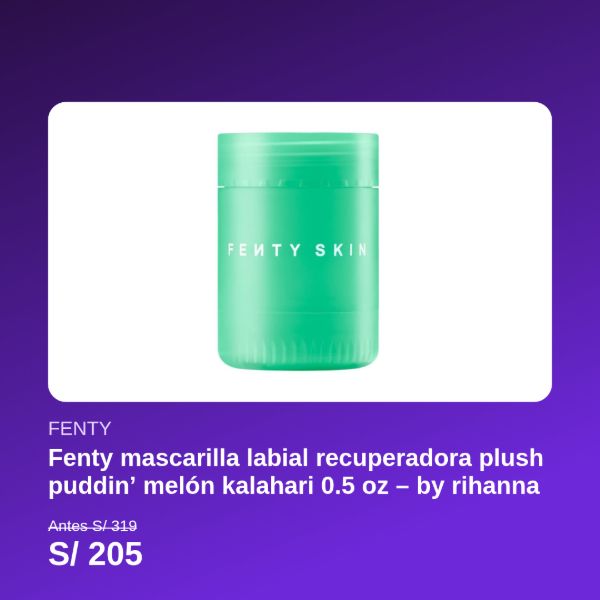 FENTY SKIN
FENTY
Fenty mascarilla labial recuperadora plush
puddin’ melón kalahari 0.5 oz – by rihanna
Antes S/ 319
S/ 205